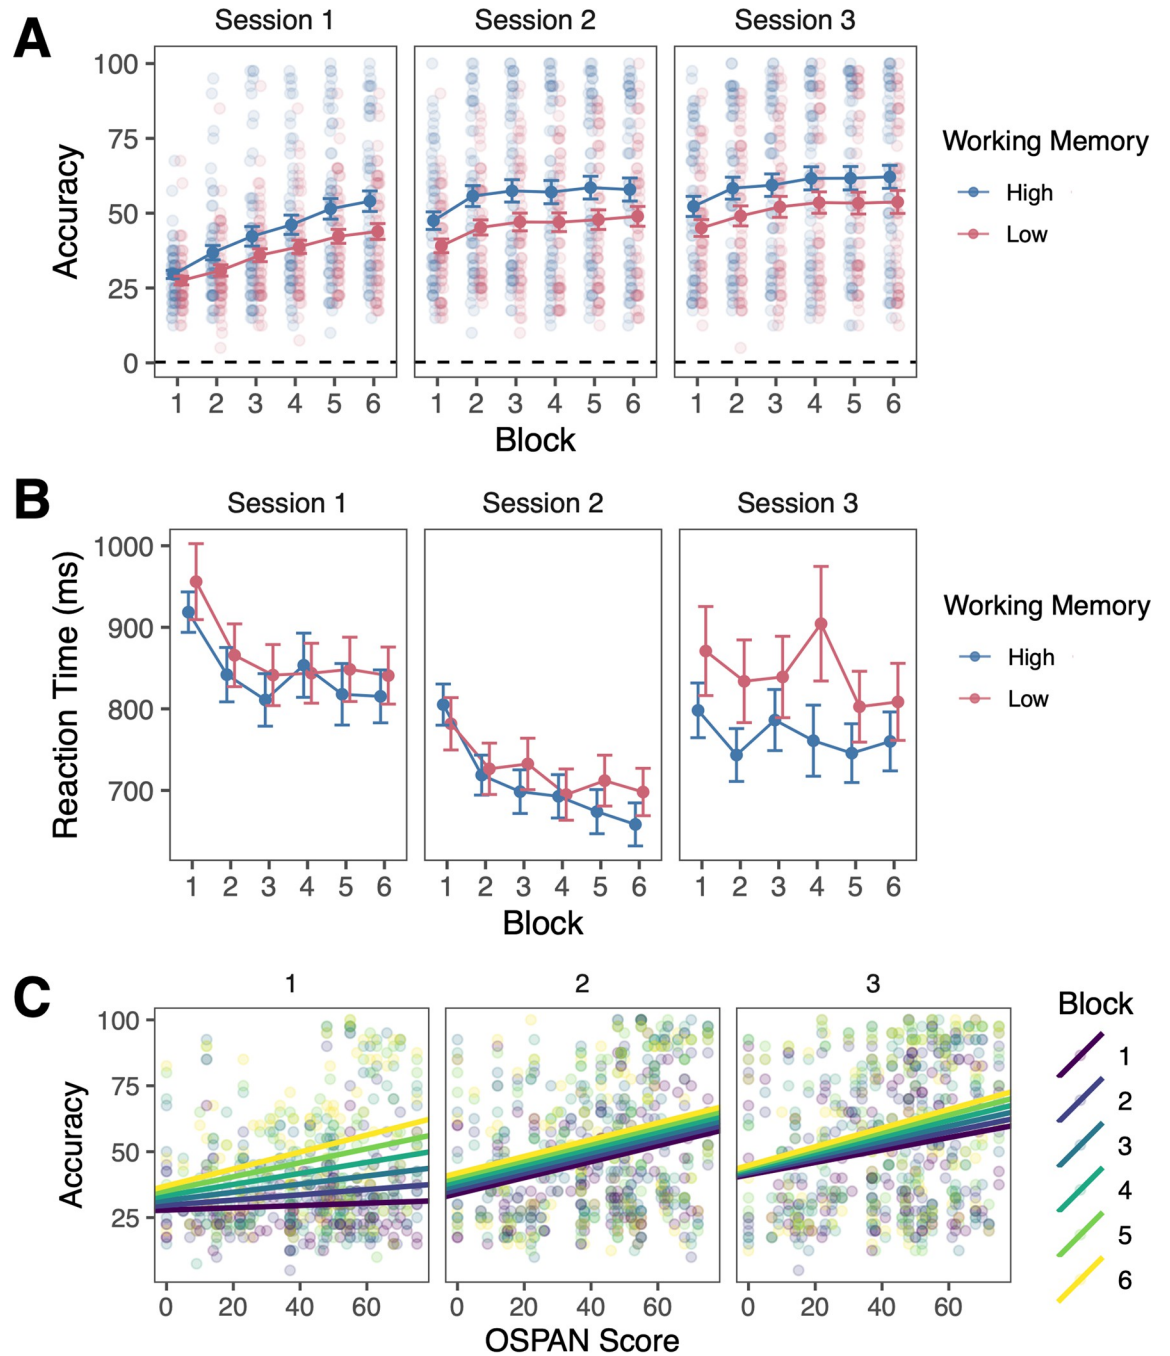 A
Session 1 Session 2 Session 3
Accuracy
100
75
50
25
0
1 2 3 4 5 6 1 2 3 4 5 6 1 2 3 4 5 6
Block
Working Memory
High
Low
B
Session 1 Session 2 Session 3
Reaction Time (ms)
1000
900
800
700
1 2 3 4 5 6 1 2 3 4 5 6 1 2 3 4 5 6
Block
Working Memory
High
Low
C
1 2 3
Accuracy
100
75
50
25
0 20 40 60 0 20 40 60 0 20 40 60
OSPAN Score
Block
1
2
3
4
5
6